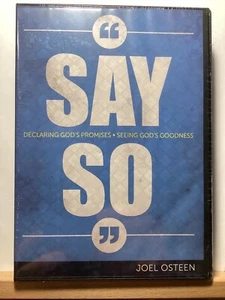 “
SAY
DECLARING GOD'S PROMISES • SEEING GOD'S GOODNESS
SO
”
JOEL OSTEEN